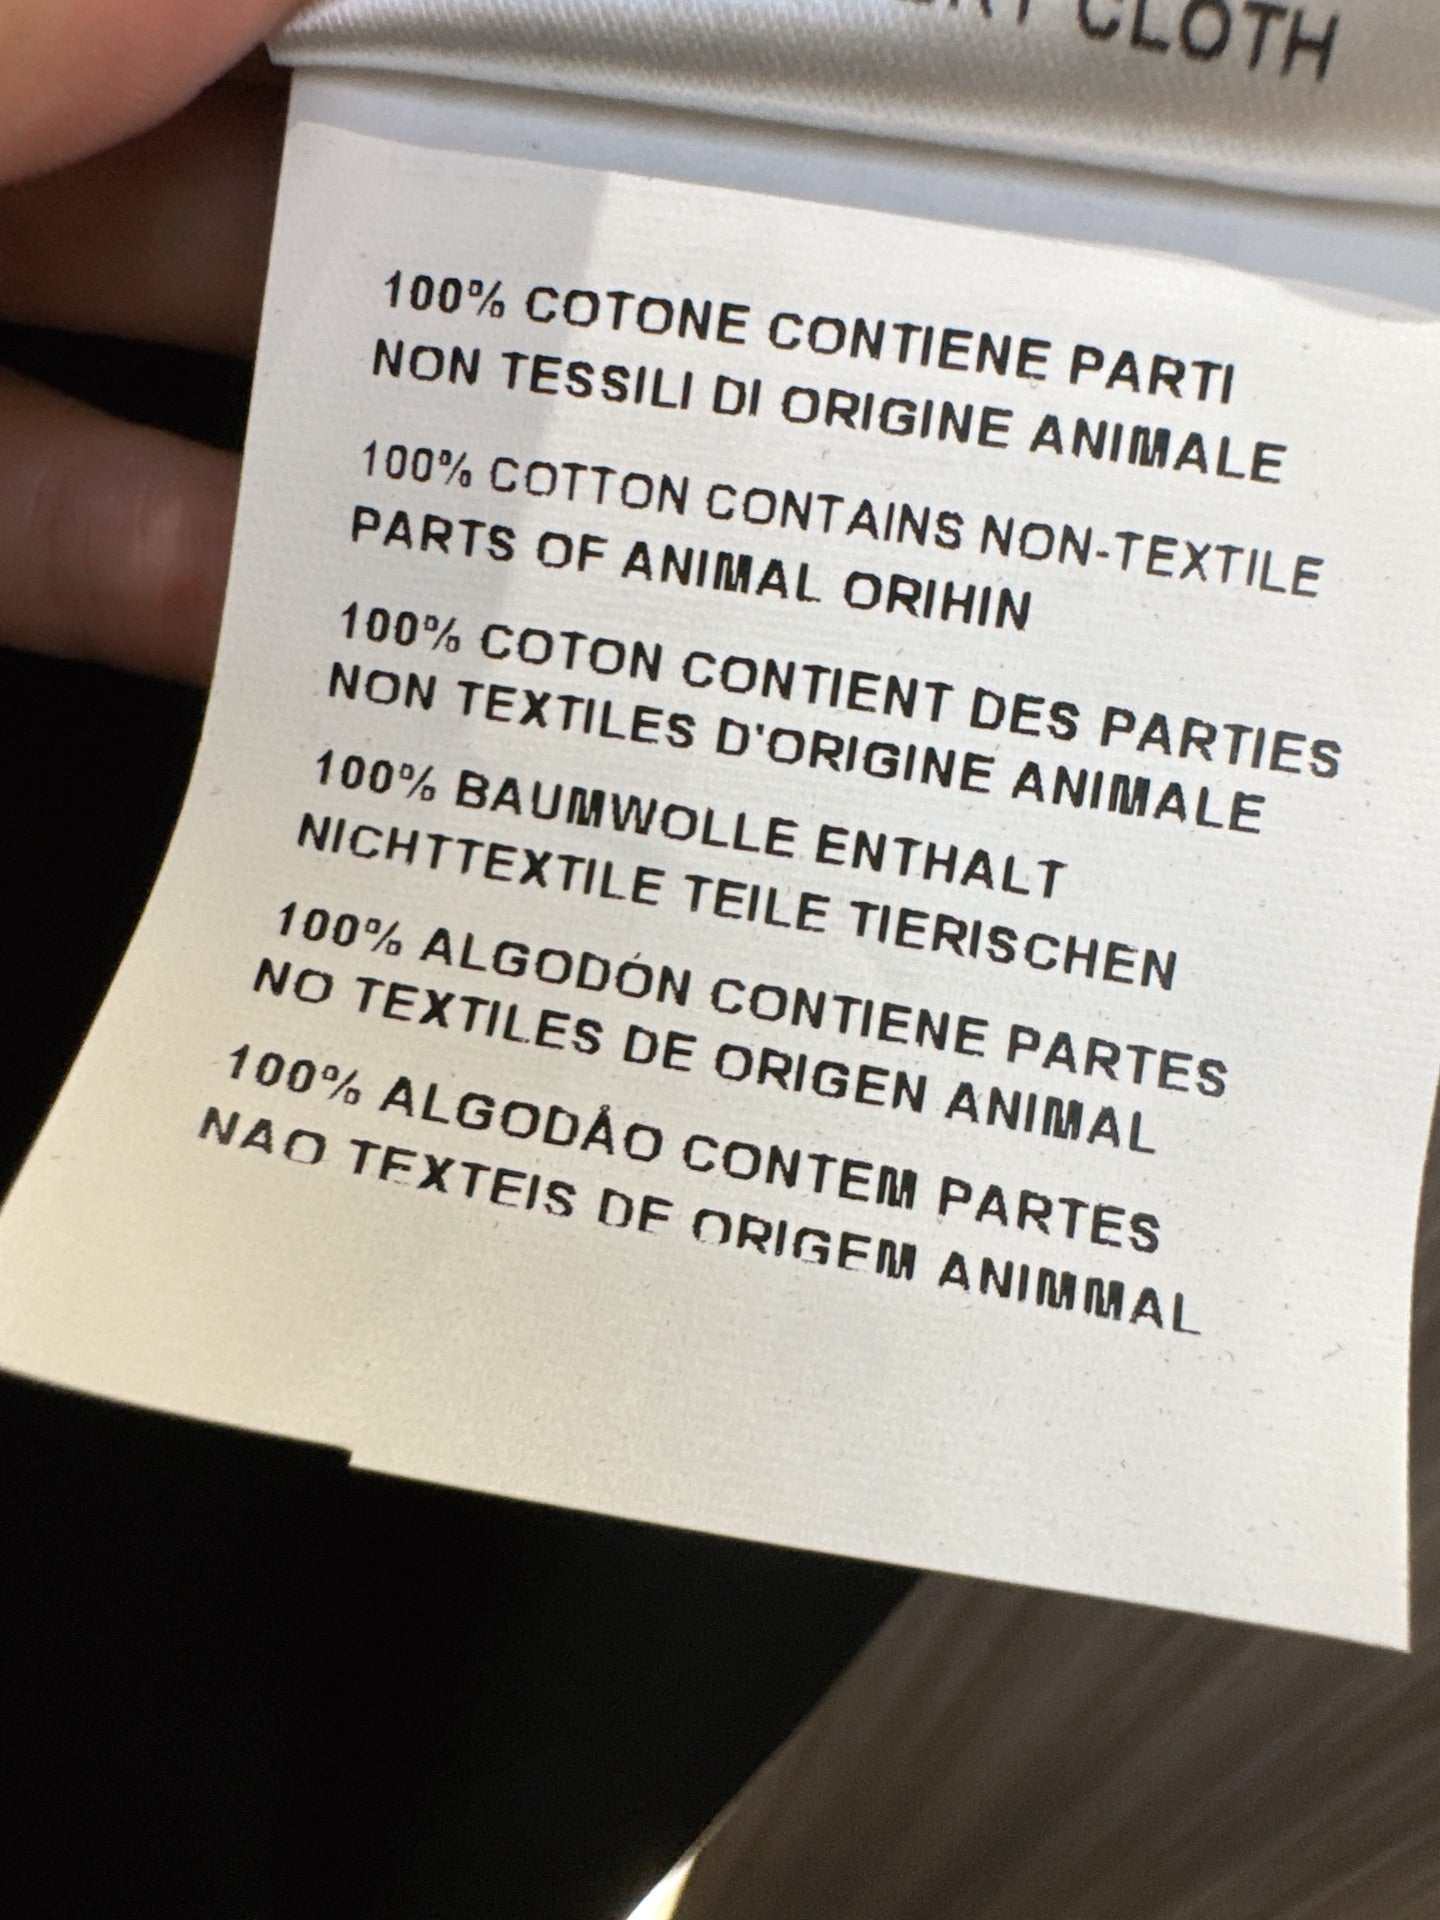 CLOTH
100% COTONE CONTIENE PARTI
NON TESSILI DI ORIGINE ANIMALE
100% COTTON CONTAINS NON-TEXTILE
PARTS OF ANIMAL ORIHIN
100% COTON CONTIENT DES PARTIES
NON TEXTILES D'ORIGINE ANIMALE
100% BAUMWOLLE ENTHALT
NICHTTEXTILE TEILE TIERISCHEN
100% ALGODÓN CONTIENE PARTES
NO TEXTILES DE ORIGEN ANIMAL
100% ALGODÅO CONTEM PARTES
NAO TEXTEIS DE ORIGEM ANIMMAL